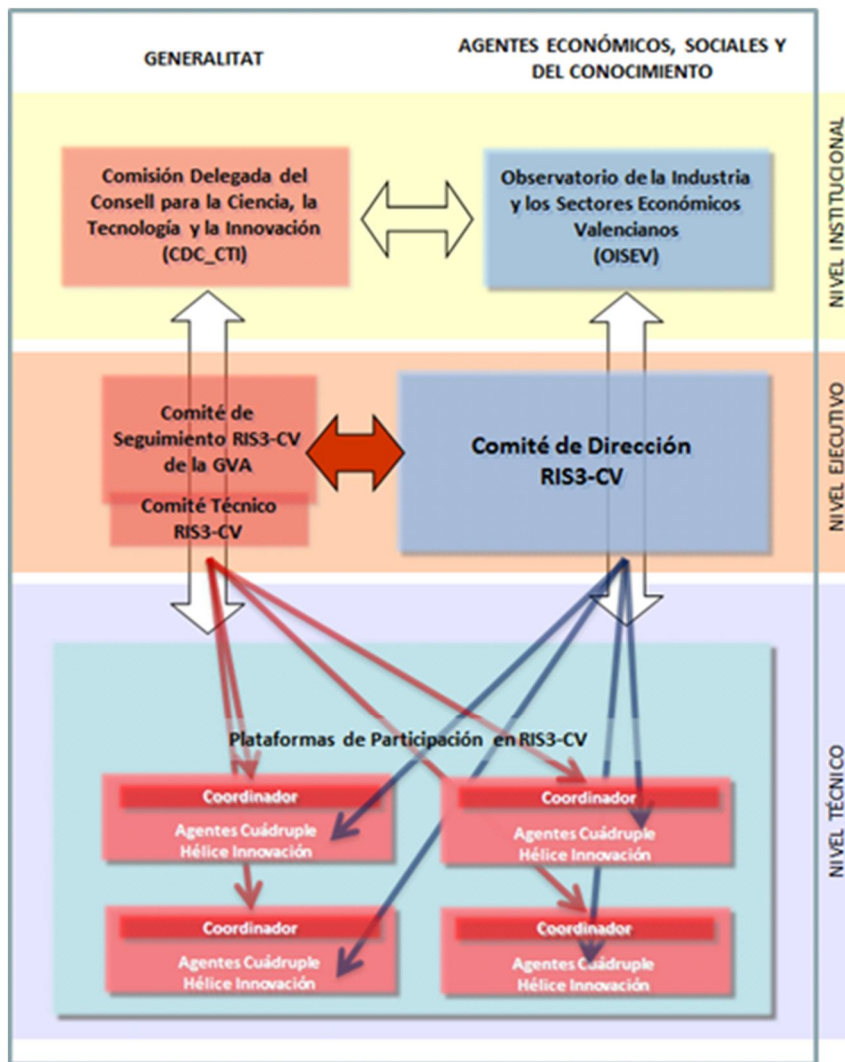 GENERALITAT
AGENTES ECONÓMICOS, SOCIALES Y
DEL CONOCIMIENTO
Comisión Delegada del
Consell para la Ciencia, la
Tecnología y la Innovación
(CDC_CTI)
Observatorio de la Industria
y los Sectores Económicos
Valencianos
(OISEV)
NIVEL INSTITUCIONAL
Comité de
Seguimiento RIS3-CV
de la GVA
Comité Técnico
RIS3-CV
Comité de Dirección
RIS3-CV
NIVEL EJECUTIVO
Plataformas de Participación en RIS3-CV
Coordinador
Agentes Cuádruple
Hélice Innovación
Coordinador
Agentes Cuádruple
Hélice Innovación
Coordinador
Agentes Cuádruple
Hélice Innovación
Coordinador
Agentes Cuádruple
Hélice Innovación
NIVEL TÉCNICO